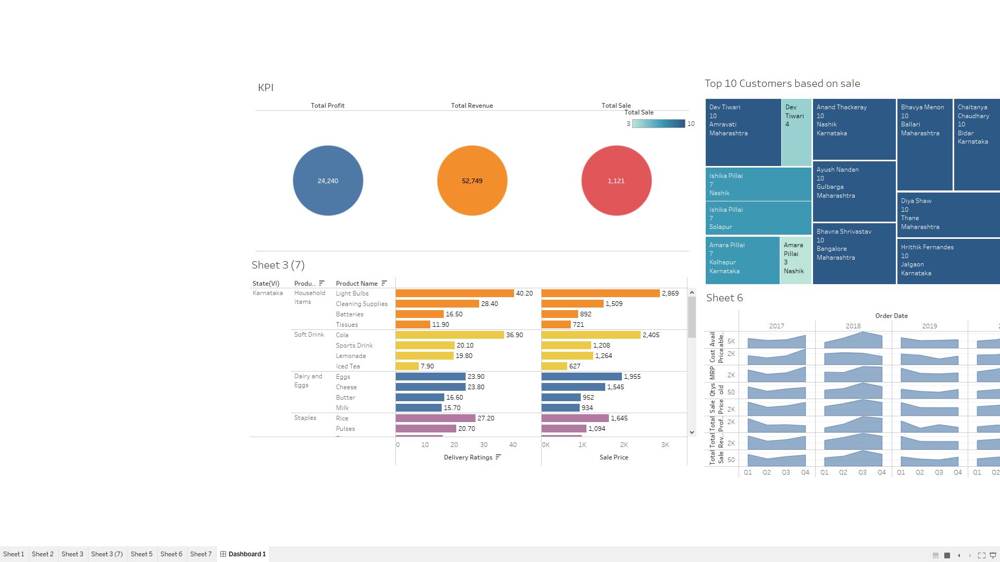 KPI
Total Profit
Total Revenue
Total Sale
Total Sale
3
10
24,240
52,749
1,121
Top 10 Customers based on sale
Dev Tiwari
10
Amravati
Maharashtra
Dev
Tiwari
4
Ishika Pillai
7
Nashik
Ishika Pillai
7
Solapur
Amara Pillai
7
Kolhapur
Karnataka
Amara
Pillai
3
Nashik
Anand Thackeray
10
Nashik
Karnataka
Ayush Nandan
10
Gulbarga
Maharashtra
Bhavna Shrivastav
10
Bangalore
Maharashtra
Bhavya Menon
10
Ballari
Maharashtra
Chaitanya
Chaudhary
10
Bidar
Karnataka
Diya Shaw
10
Thane
Maharashtra
Hrithik Fernandes
10
Jalgaon
Karnataka
Sheet 3 (7)
State(VI) Produ.. Product Name
Karnataka
Household
Items
Light Bulbs 40.20 2,869
Cleaning Supplies 28.40 1,509
Batteries 16.50 892
Tissues 11.90 721
Soft Drink
Cola 36.90 2,405
Sports Drink 20.10 1,208
Lemonade 19.80 1,264
Iced Tea 7.90 627
Dairy and
Eggs
Eggs 23.90 1,955
Cheese 23.80 1,545
Butter 16.60 952
Milk 15.70 934
Staples
Rice 27.20 1,645
Pulses 20.70 1,094
0 10 20 30 40
0K 1K 2K 3K
Delivery Ratings
Sale Price
Sheet 6
Order Date
2017 2018 2019
Avail
able..
5K
Cost
Price
2K
MRP
2K
Qtys
old
50
Sale
Price
2K
Total
Prof..
2K
Total
Rev..
2K
Total
Sale
50
Q1 Q2 Q3 Q4 Q1 Q2 Q3 Q4 Q1 Q2 Q3 Q4 Q1 Q2
Sheet 1 Sheet 2 Sheet 3 Sheet 3 (7) Sheet 5 Sheet 6 Sheet 7 Dashboard 1